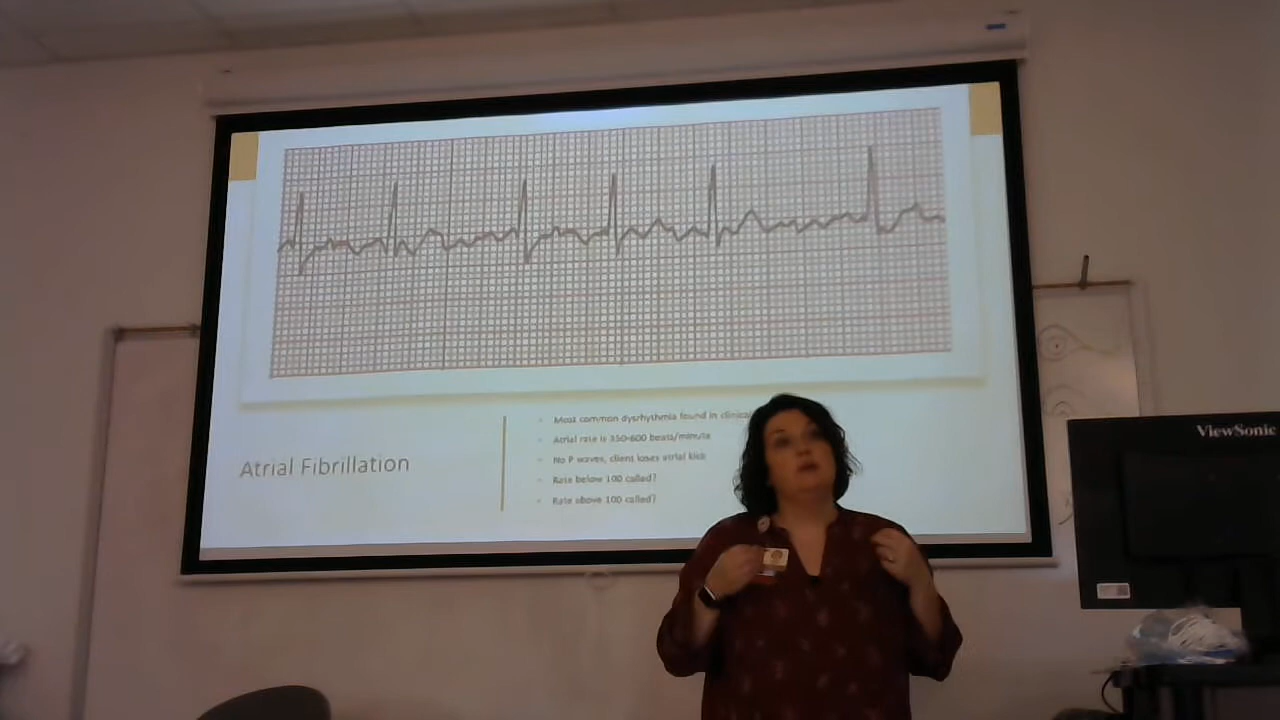 Atrial Fibrillation
Most common dysrhythmia found in clinical
Atrial rate is 350-600 beats/minute
No P waves, client loses atrial kick
Rate below 100 called?
Rate above 100 called?
ViewSonic